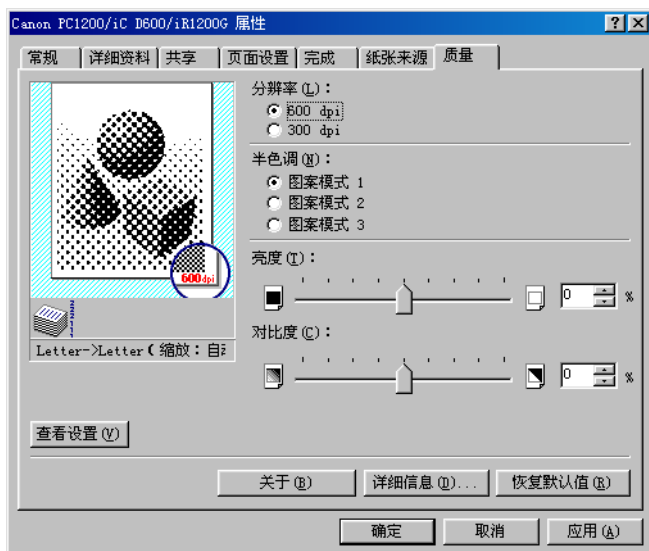 Canon PC1200/iC D600/iR1200G 属性
常规 详细资料 共享 页面设置 完成 纸张来源 质量
分辨率(L):
600 dpi
300 dpi
半色调(N):
图案模式 1
图案模式 2
图案模式 3
600dpi
亮度(T):
0 %
Letter->Letter(缩放:自
对比度(C):
0 %
查看设置(V)
关于(B) 详细信息(D)... 恢复默认值(R)
确定 取消 应用(A)